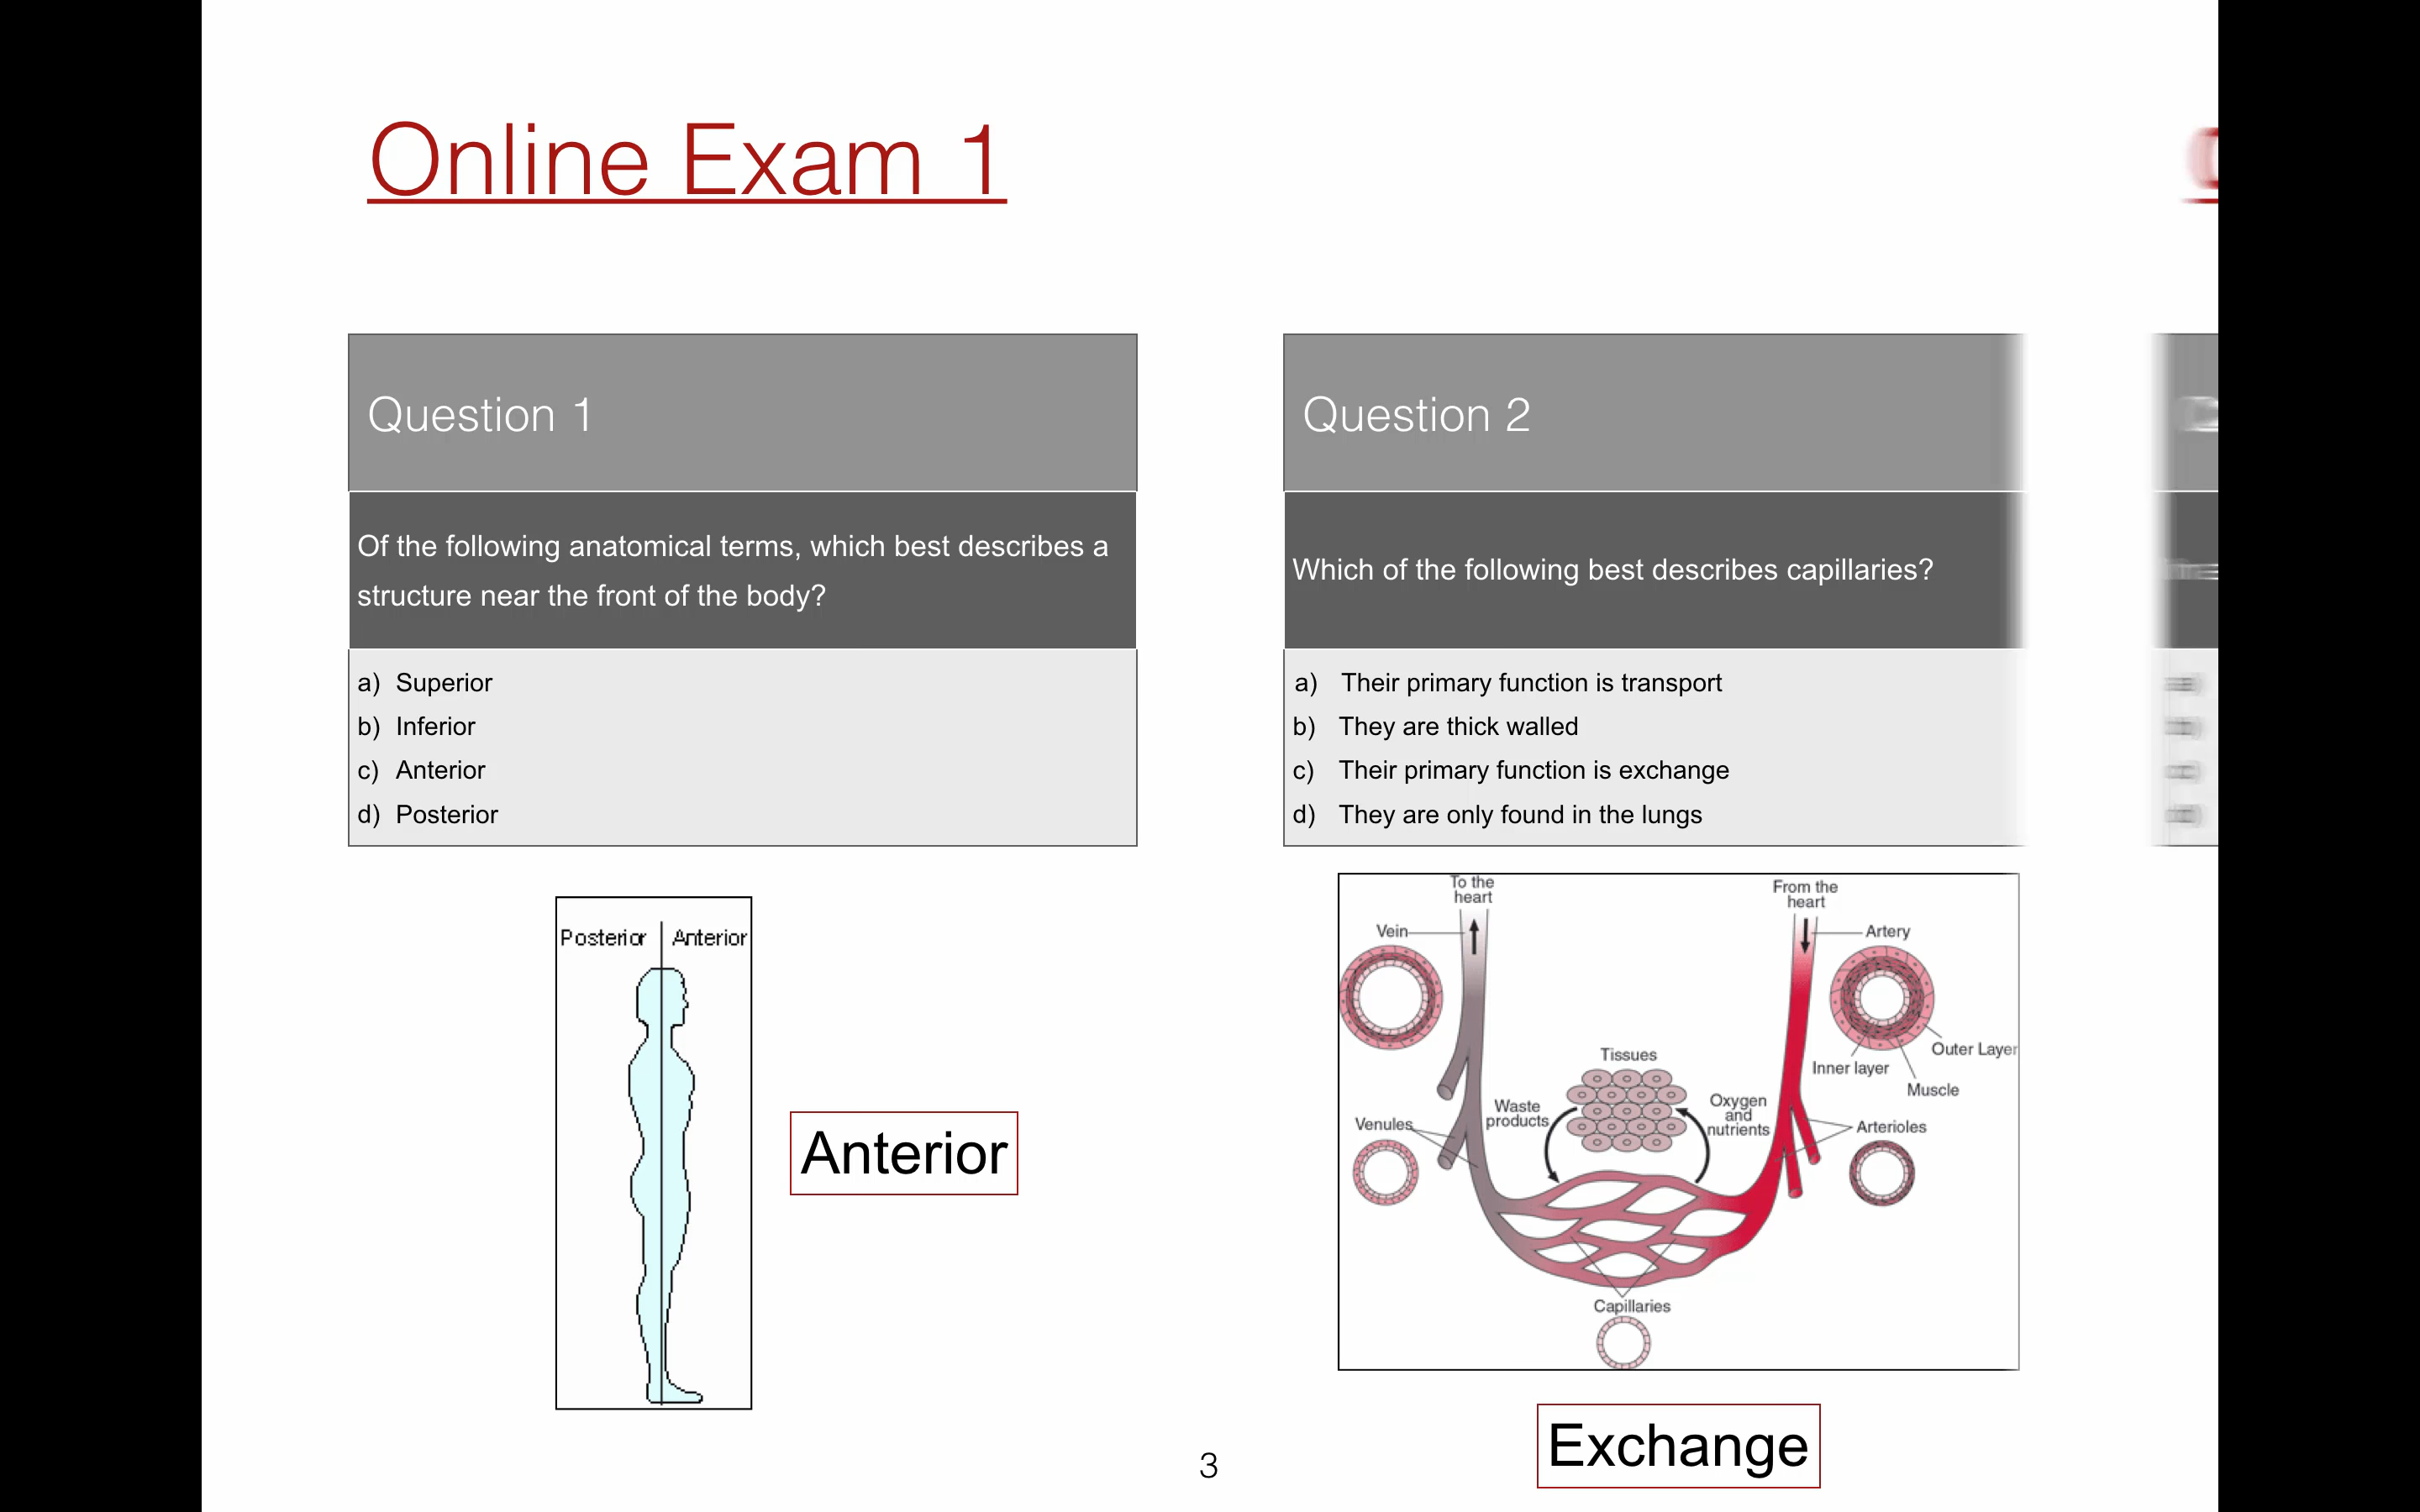 Online Exam 1
Question 1
Of the following anatomical terms, which best describes a
structure near the front of the body?
a) Superior
b) Inferior
c) Anterior
d) Posterior
Posterior Anterior
Anterior
Question 2
Which of the following best describes capillaries?
a) Their primary function is transport
b) They are thick walled
c) Their primary function is exchange
d) They are only found in the lungs
To the
heart
From the
heart
Vein
Artery
Outer Layer
Inner layer
Muscle
Tissues
Waste
products
Oxygen
and
nutrients
Venules
Arterioles
Capillaries
Exchange
3